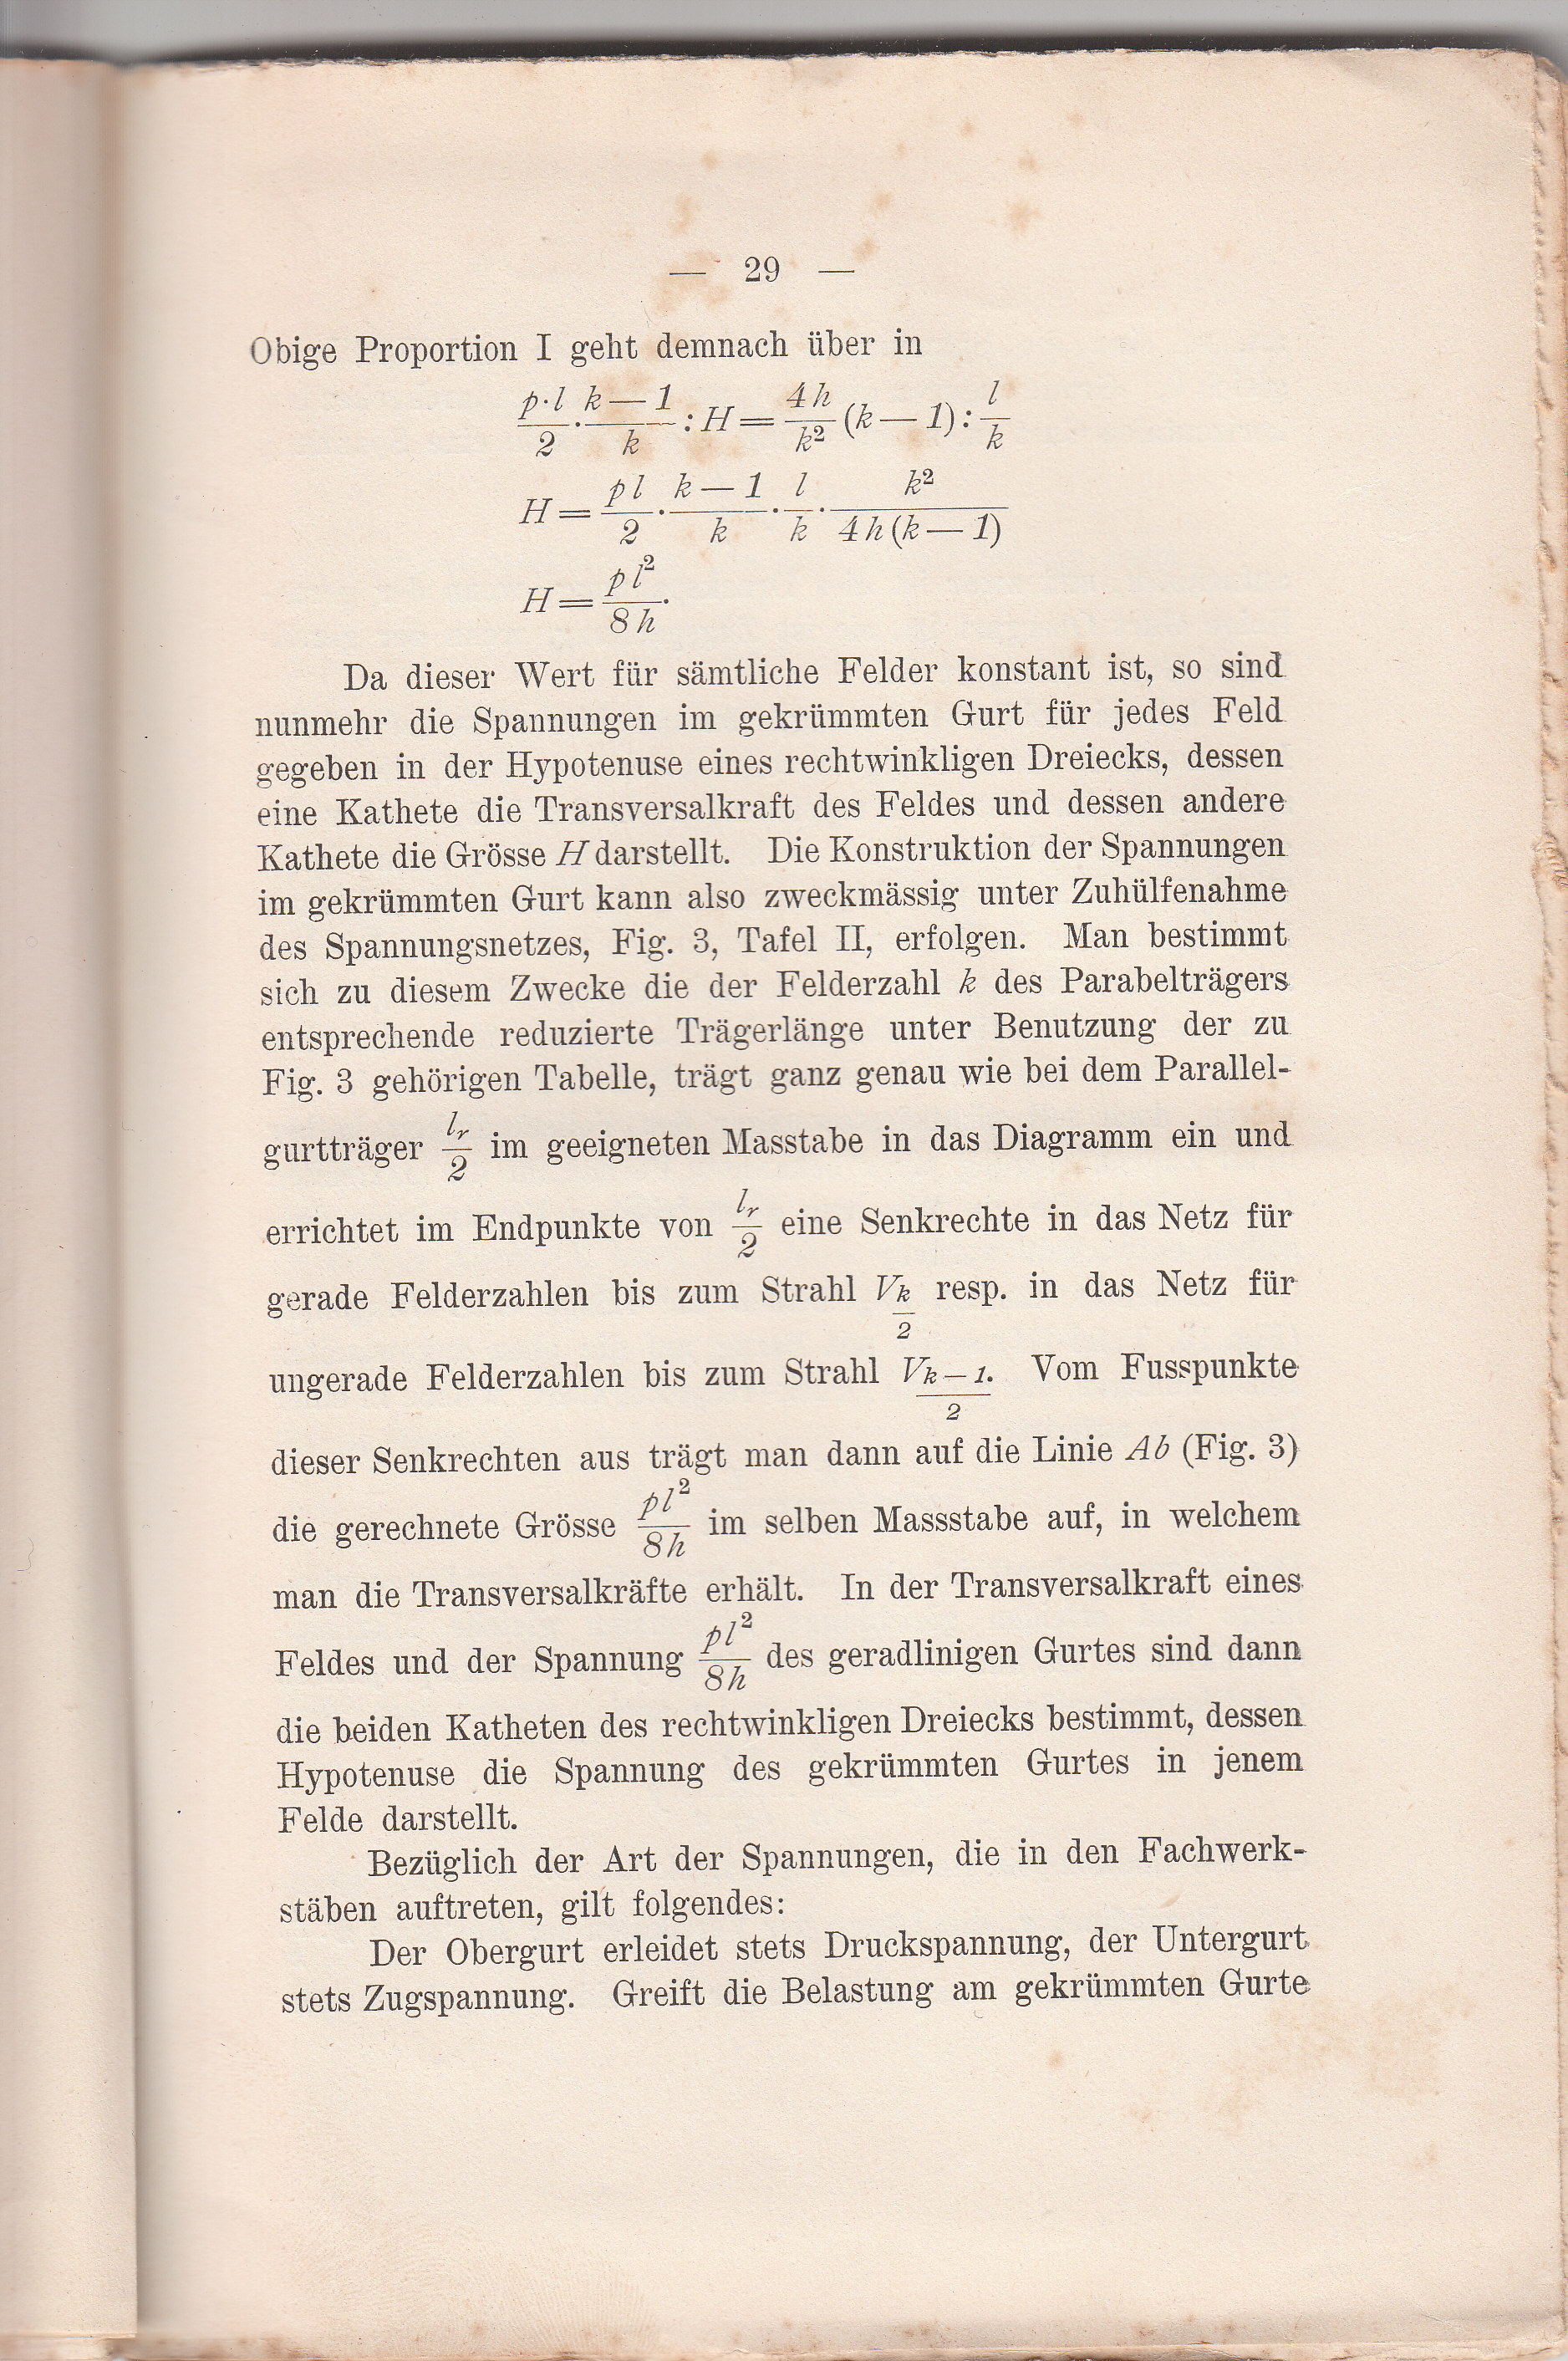 — 29 —
Obige Proportion I geht demnach über in
p·l/2 · k—1/k : H = 4h/k² (k—1) : l/k
H = pl/2 · k—1/k · l/k · k²/4h(k—1)
H = pl²/8h.
Da dieser Wert für sämtliche Felder konstant ist, so sind
nunmehr die Spannungen im gekrümmten Gurt für jedes Feld
gegeben in der Hypotenuse eines rechtwinkligen Dreiecks, dessen
eine Kathete die Transversalkraft des Feldes und dessen andere
Kathete die Grösse H darstellt. Die Konstruktion der Spannungen
im gekrümmten Gurt kann also zweckmässig unter Zuhülfenahme
des Spannungsnetzes, Fig. 3, Tafel II, erfolgen. Man bestimmt
sich zu diesem Zwecke die der Felderzahl k des Parabelträgers
entsprechende reduzierte Trägerlänge unter Benutzung der zu
Fig. 3 gehörigen Tabelle, trägt ganz genau wie bei dem Parallel-
gurtträger lr/2 im geeigneten Masstabe in das Diagramm ein und
errichtet im Endpunkte von lr/2 eine Senkrechte in das Netz für
gerade Felderzahlen bis zum Strahl Vk/2 resp. in das Netz für
ungerade Felderzahlen bis zum Strahl Vk—1/2. Vom Fusspunkte
dieser Senkrechten aus trägt man dann auf die Linie Ab (Fig. 3)
die gerechnete Grösse pl²/8h im selben Massstabe auf, in welchem
man die Transversalkräfte erhält. In der Transversalkraft eines
Feldes und der Spannung pl²/8h des geradlinigen Gurtes sind dann
die beiden Katheten des rechtwinkligen Dreiecks bestimmt, dessen
Hypotenuse die Spannung des gekrümmten Gurtes in jenem
Felde darstellt.
Bezüglich der Art der Spannungen, die in den Fachwerk-
stäben auftreten, gilt folgendes:
Der Obergurt erleidet stets Druckspannung, der Untergurt
stets Zugspannung. Greift die Belastung am gekrümmten Gurte